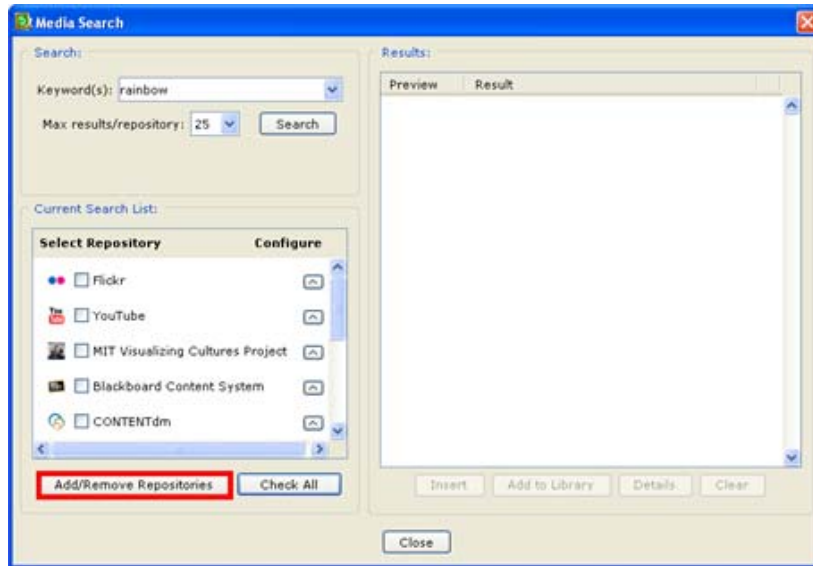 Media Search
Search:
Keyword(s): rainbow
Max results/repository: 25 Search
Current Search List:
Select Repository Configure
Flickr
You Tube YouTube
MIT Visualizing Cultures Project
Blackboard Content System
CONTENTdm
Add/Remove Repositories Check All
Results:
Preview Result
Insert Add to Library Details Clear
Close